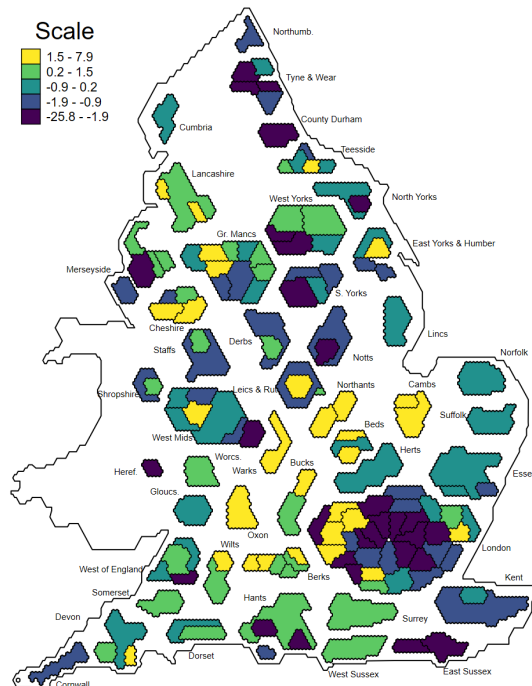 Scale
1.5 - 7.9
0.2 - 1.5
-0.9 - 0.2
-1.9 - -0.9
-25.8 - -1.9
Northumb.
Tyne & Wear
County Durham
Cumbria
Teesside
Lancashire
West Yorks
North Yorks
Gr. Mancs
East Yorks & Humber
Merseyside
S. Yorks
Cheshire
Staffs
Derbs
Notts
Lincs
Norfolk
Shropshire
Leics & Rut
Northants
Cambs
Suffolk
West Mids
Beds
Worcs.
Bucks
Herts
Heref.
Warks
Esse
Gloucs.
Oxon
Wilts
London
West of England
Berks
Kent
Somerset
Hants
Devon
Surrey
Dorset
West Sussex
East Sussex
Cornwall